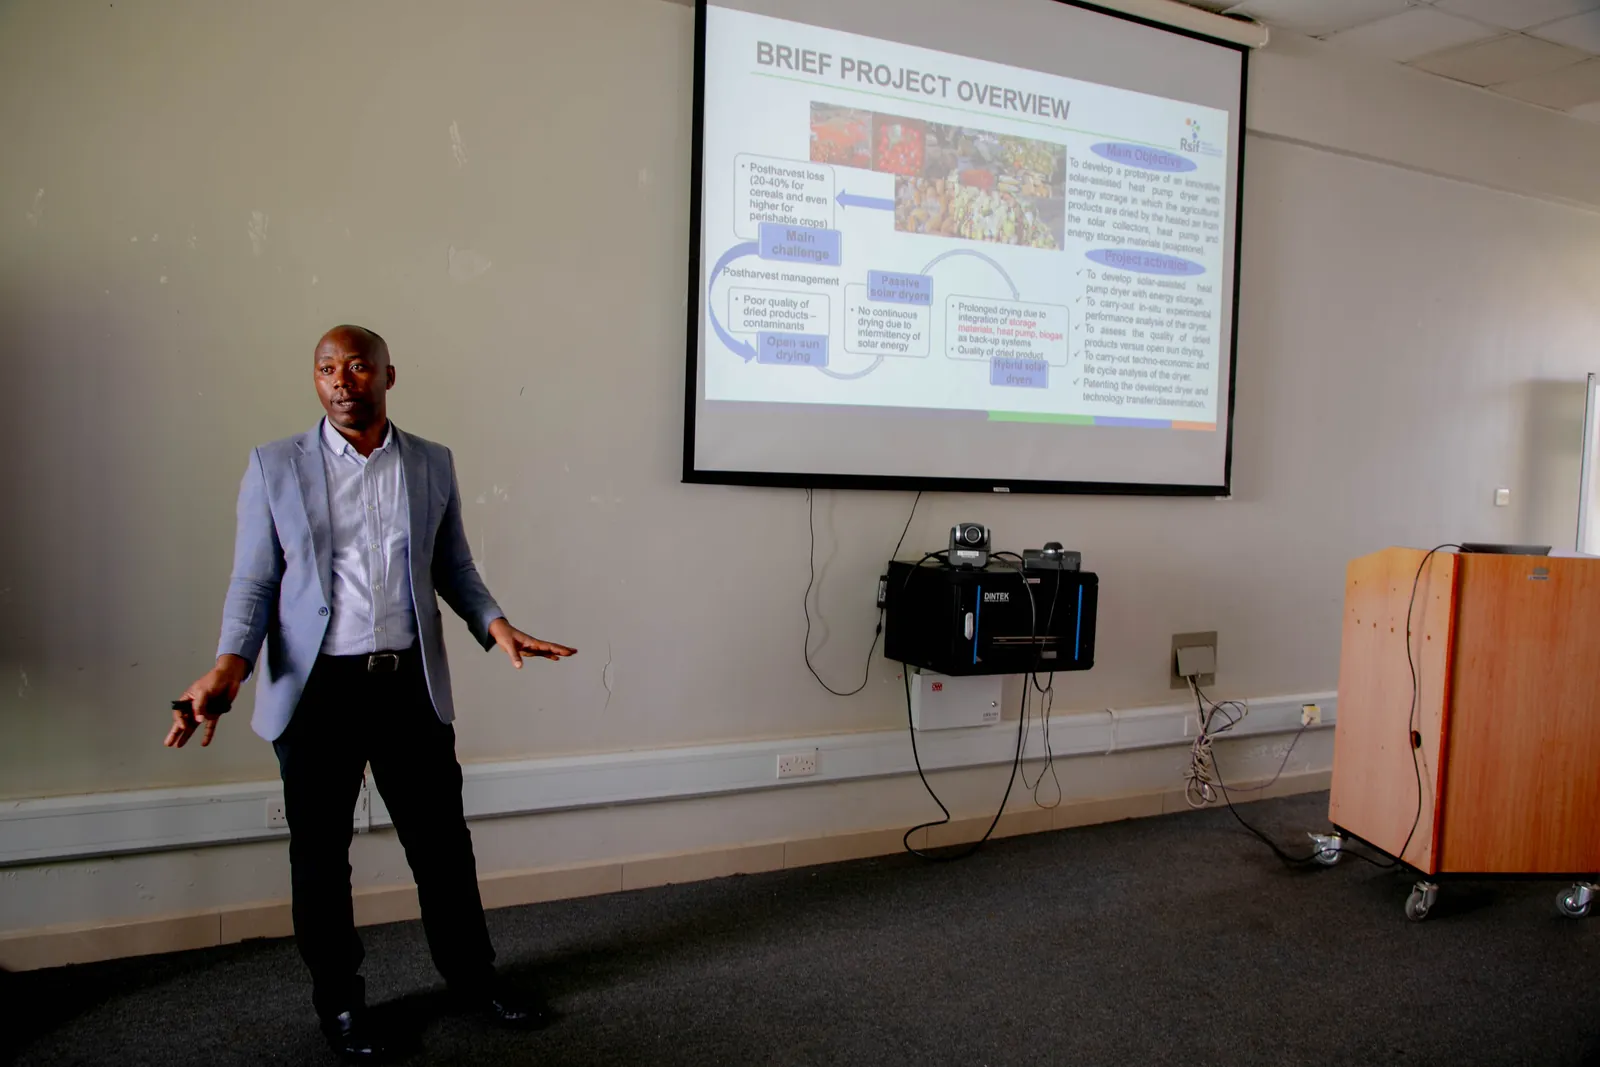 BRIEF PROJECT OVERVIEW
Rsif
• Postharvest loss
(20-40% for
cereals and even
higher for
perishable crops)
Main
challenge
Postharvest management
• Poor quality of
dried products –
contaminants
Open sun
drying
Passive
solar dryers
• No continuous
drying due to
intermittency of
solar energy
• Prolonged drying due to
integration of storage
materials, heat pump, biogas
as back-up systems
• Quality of dried product
Hybrid solar
dryers
Main Objective
To develop a prototype of an innovative
solar-assisted heat pump dryer with
energy storage in which the agricultural
products are dried by the heated air from
the solar collectors, heat pump and
energy storage materials (soapstone).
Project activities
✓ To develop solar-assisted heat
pump dryer with energy storage.
✓ To carry-out in-situ experimental
performance analysis of the dryer.
✓ To assess the quality of dried
products versus open sun drying.
✓ To carry-out techno-economic and
life cycle analysis of the dryer.
✓ Patenting the developed dryer and
technology transfer/dissemination.
DINTEK